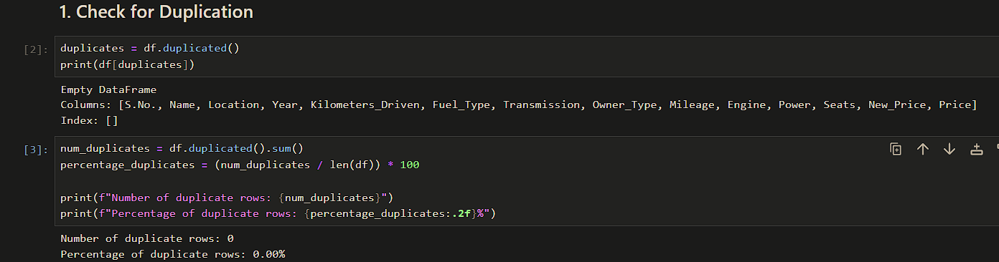 1. Check for Duplication
[2]:
duplicates = df.duplicated()
print(df[duplicates])
Empty DataFrame
Columns: [S.No., Name, Location, Year, Kilometers_Driven, Fuel_Type, Transmission, Owner_Type, Mileage, Engine, Power, Seats, New_Price, Price]
Index: []
[3]:
num_duplicates = df.duplicated().sum()
percentage_duplicates = (num_duplicates / len(df)) * 100
print(f"Number of duplicate rows: {num_duplicates}")
print(f"Percentage of duplicate rows: {percentage_duplicates:.2f}%")
Number of duplicate rows: 0
Percentage of duplicate rows: 0.00%